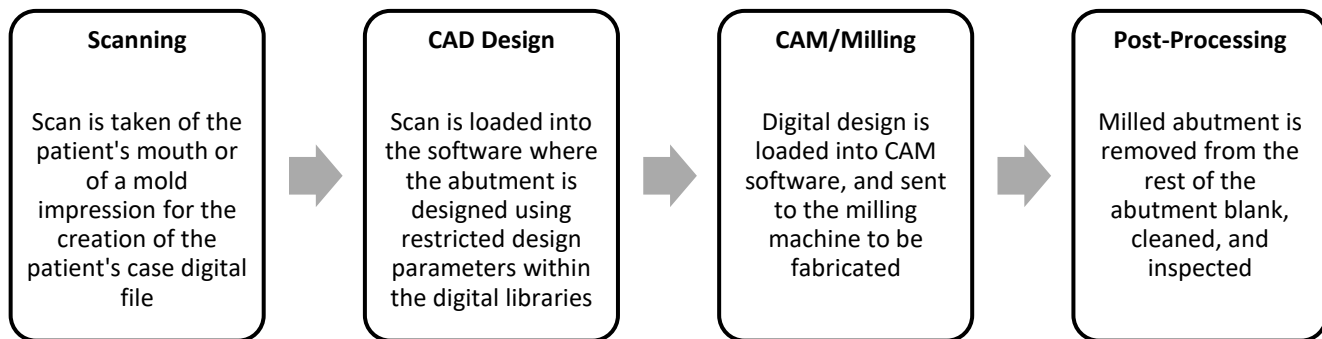 Scanning
Scan is taken of the
patient's mouth or
of a mold
impression for the
creation of the
patient's case digital
file
CAD Design
Scan is loaded into
the software where
the abutment is
designed using
restricted design
parameters within
the digital libraries
CAM/Milling
Digital design is
loaded into CAM
software, and sent
to the milling
machine to be
fabricated
Post-Processing
Milled abutment is
removed from the
rest of the
abutment blank,
cleaned, and
inspected